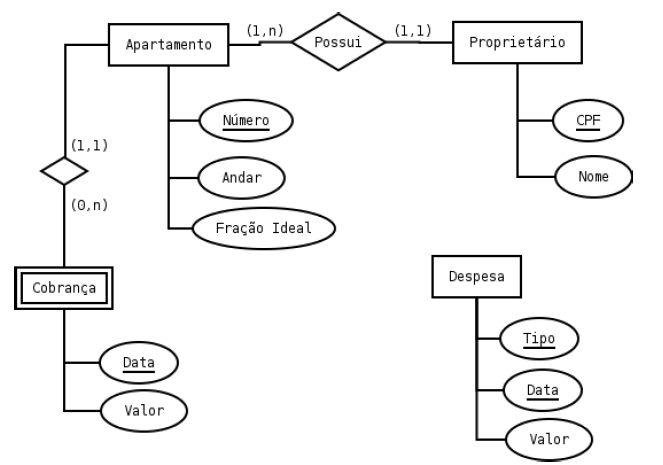 Apartamento
(1,n)
Possui
(1,1)
Proprietário
Número
CPF
(1,1)
Andar
Nome
(0,n)
Fração Ideal
Cobrança
Despesa
Data
Tipo
Valor
Data
Valor